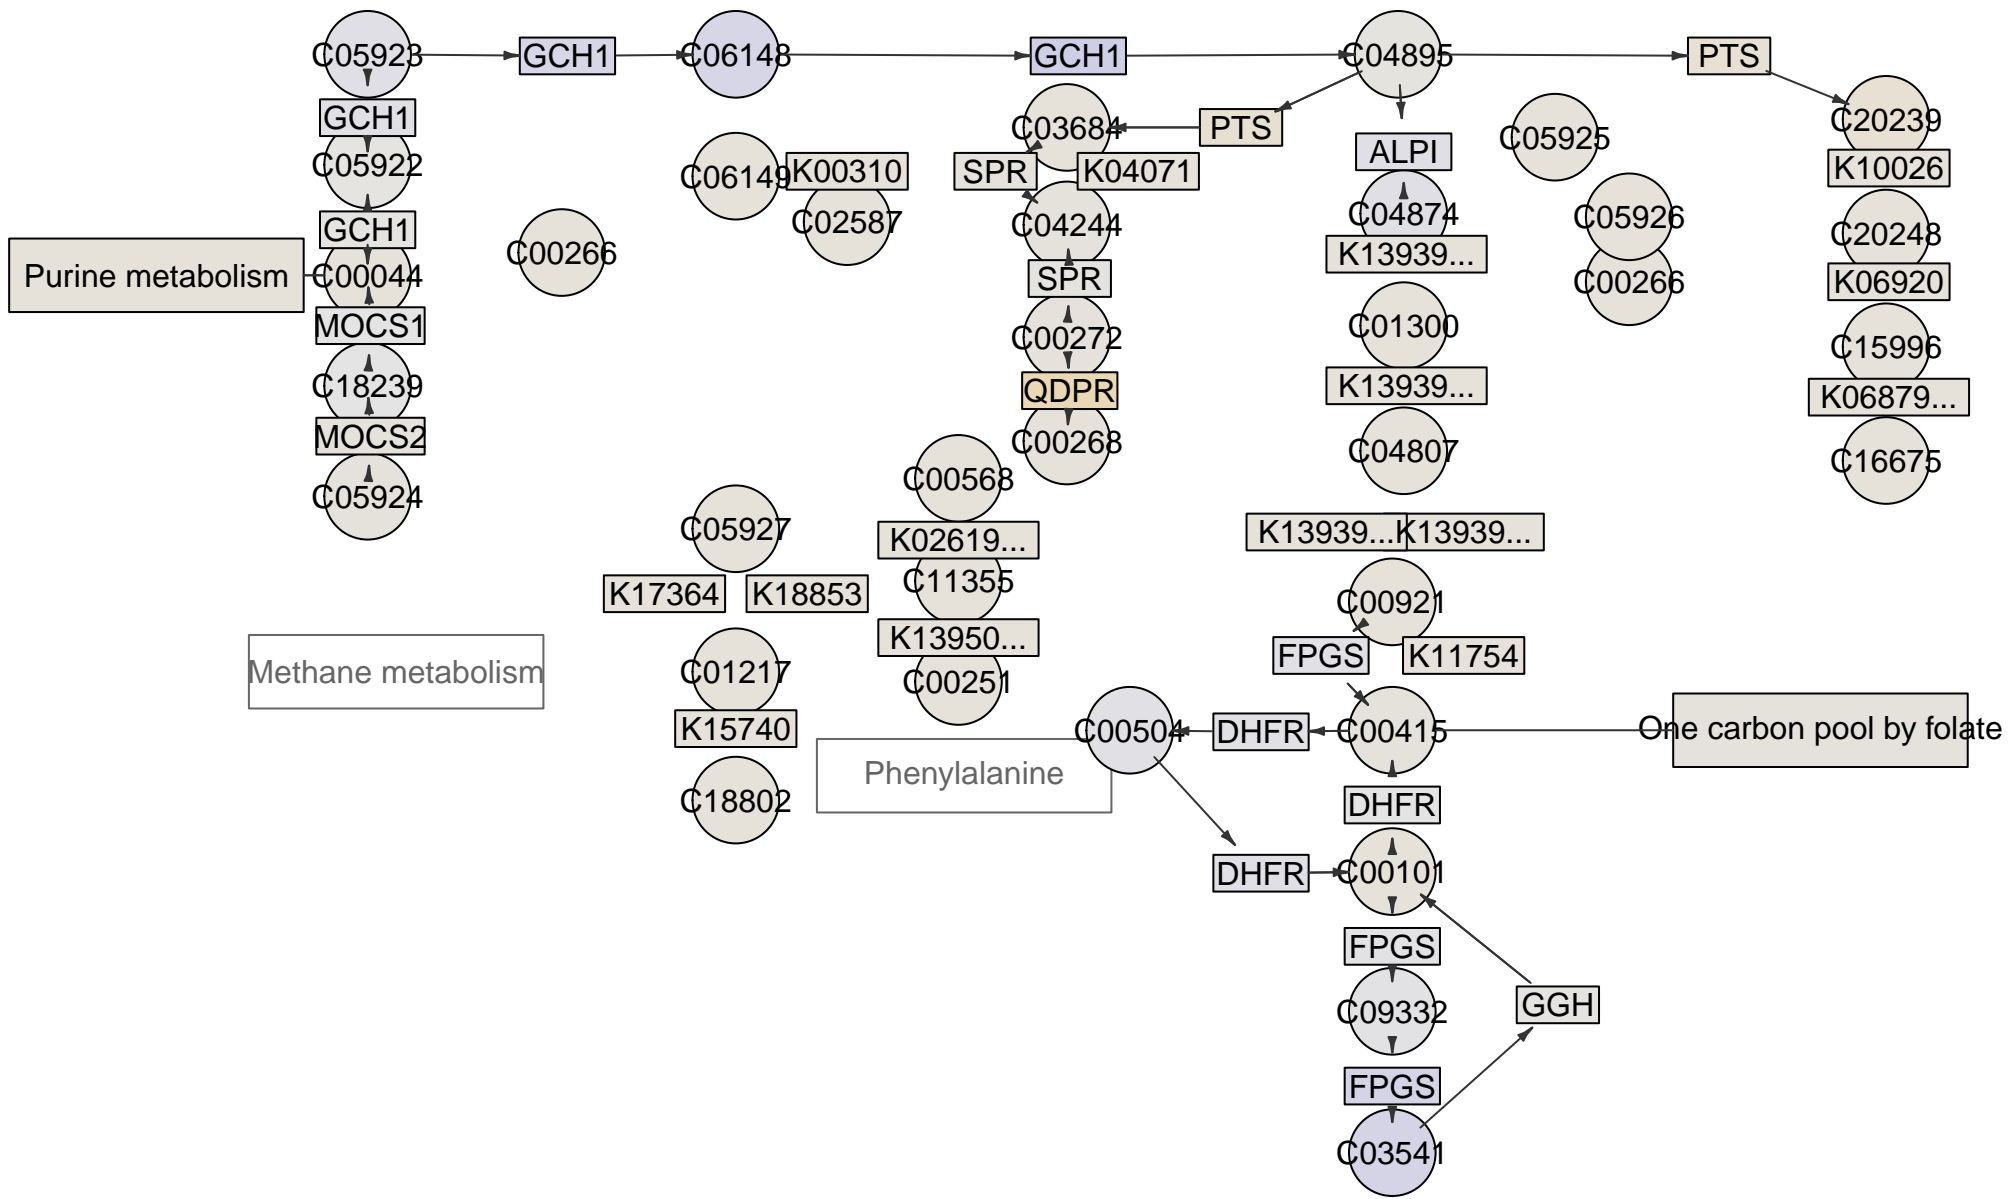 C05923
GCH1
C06148
GCH1
C04895
PTS
GCH1
C03684
PTS
C05925
C20239
C05922
C06149
K00310
SPR
K04071
ALPI
K10026
GCH1
C00266
C02587
C04244
C04874
C05926
C20248
Purine metabolism
C00044
SPR
K13939...
C00266
K06920
MOCS1
C00272
C01300
C15996
C18239
QDPR
K13939...
K06879...
MOCS2
C00268
C04807
C16675
C05924
C00568
C05927
K02619...
K13939...
K13939...
K17364
K18853
C11355
C00921
Methane metabolism
C01217
K13950...
FPGS
K11754
C00251
K15740
C00504
DHFR
C00415
One carbon pool by folate
Phenylalanine
C18802
DHFR
DHFR
C00101
FPGS
C09332
GGH
FPGS
C03541